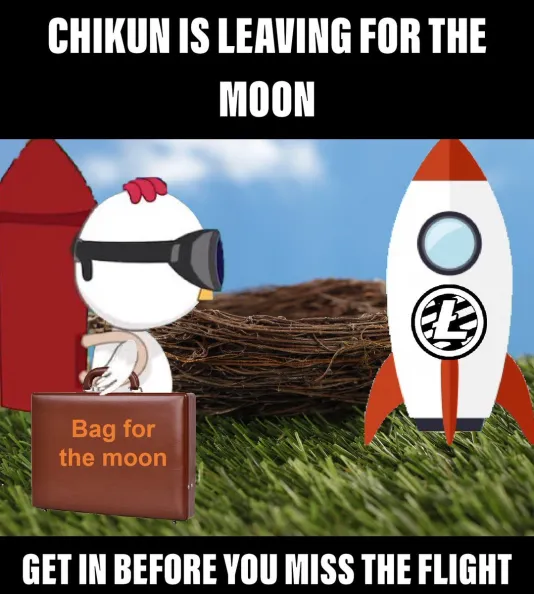 CHIKUN IS LEAVING FOR THE
MOON
Bag for
the moon
GET IN BEFORE YOU MISS THE FLIGHT